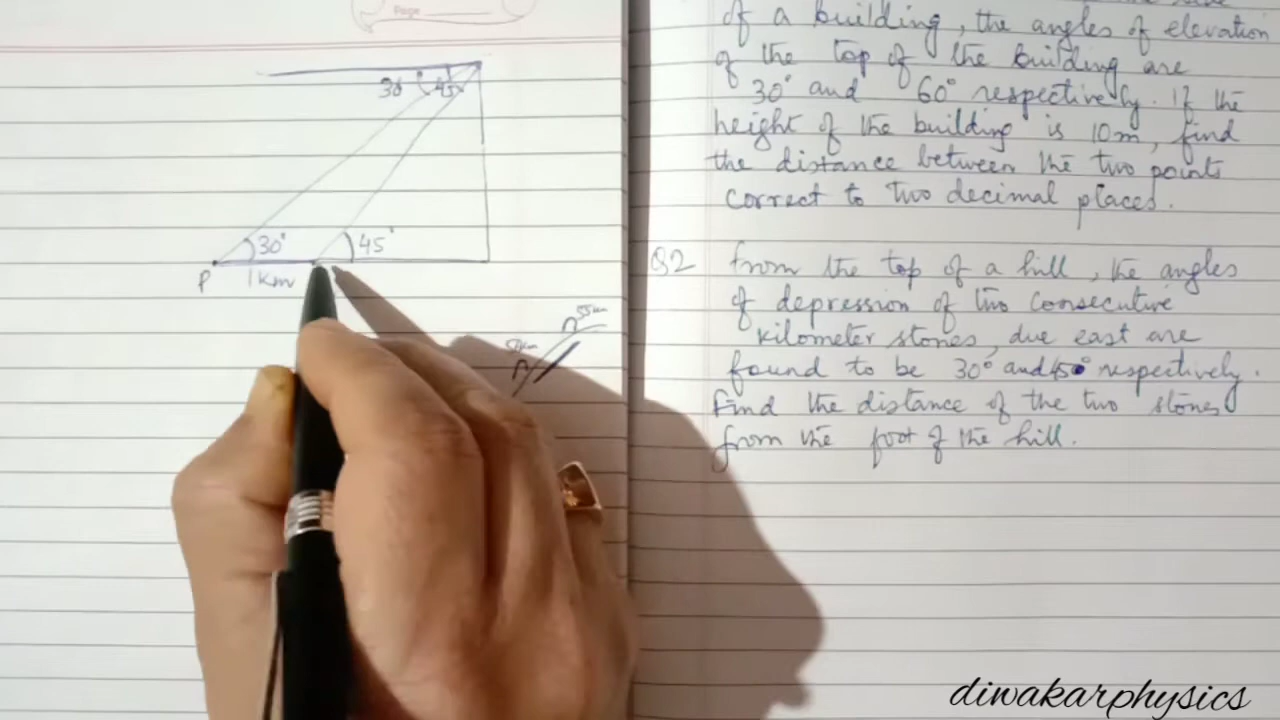 Page
30° 45°
30°
45°
P
1km
55km
of a building, the angles of elevation
of the top of the building are
30° and 60° respectively. If the
height of the building is 10m, find
the distance between the two points
correct to two decimal places.
Q2 from the top of a hill, the angles
of depression of two consecutive
kilometer stones, due east are
found to be 30° and 45° respectively.
Find the distance of the two stones
from the foot of the hill.
diwakarphysics